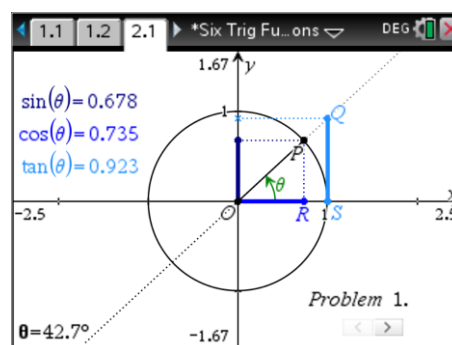 1.1 1.2 2.1 *Six Trig Fu…ons DEG
1.67 y
sin(θ)=0.678
cos(θ)=0.735
tan(θ)=0.923
1 Q
P
θ
x
-2.5 O R 1 S 2.5
Problem 1.
θ=42.7° -1.67